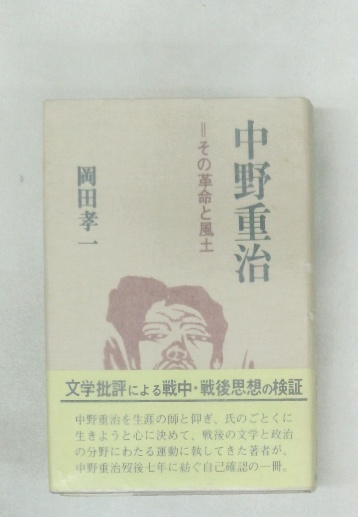 中野重治
=その革命と風土
岡田孝一
文学批評による戦中・戦後思想の検証
中野重治を生涯の師と仰ぎ、氏のごとくに
生きようと心に決めて、戦後の文学と政治
の分野にわたる運動に執してきた著者が、
中野重治歿後七年に紡ぐ自己確認の一冊。